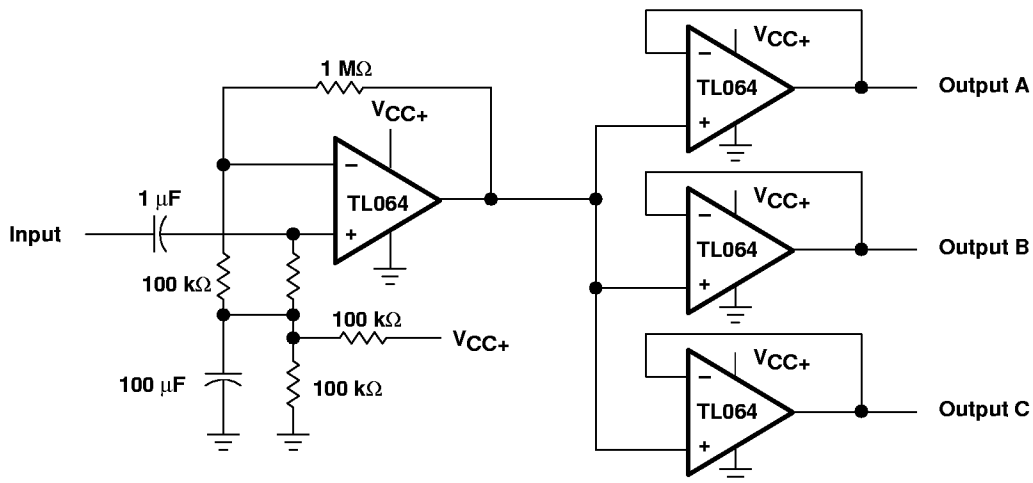 1 MΩ
VCC+
−
TL064
+
1 μF
Input
100 kΩ
100 kΩ
VCC+
100 μF
100 kΩ
VCC+
−
TL064
+
Output A
VCC+
−
TL064
+
Output B
VCC+
−
TL064
+
Output C